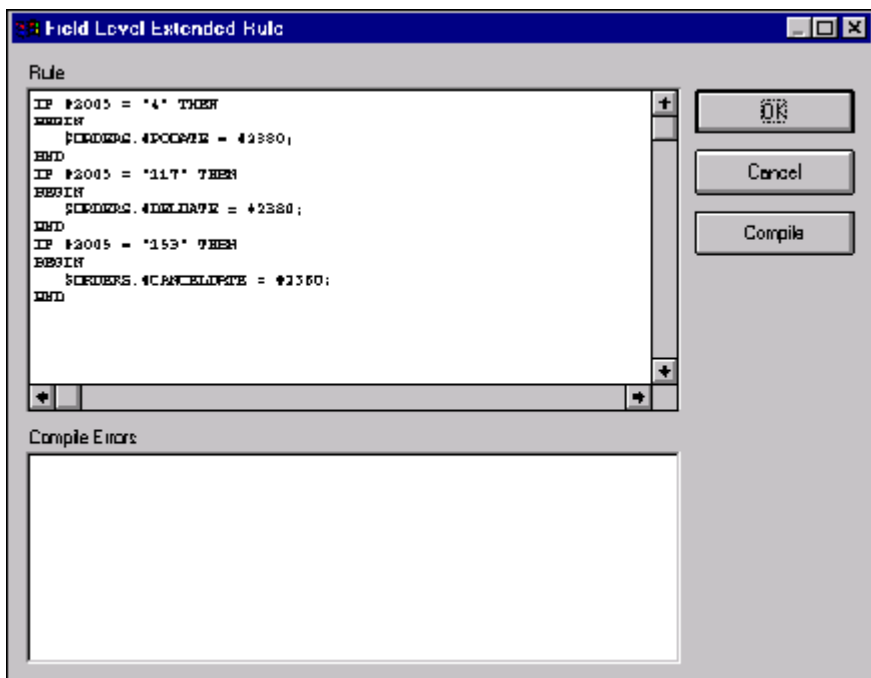 Field Level Extended Rule
Rule
IF #2005 = "4" THEN
BEGIN
$ORDERS.#PODATE = #2380;
END
IF #2005 = "117" THEN
BEGIN
$ORDERS.#DELDATE = #2380;
END
IF #2005 = "153" THEN
BEGIN
$ORDERS.#CANCELDATE = #2380;
END
OK
Cancel
Compile
Compile Errors